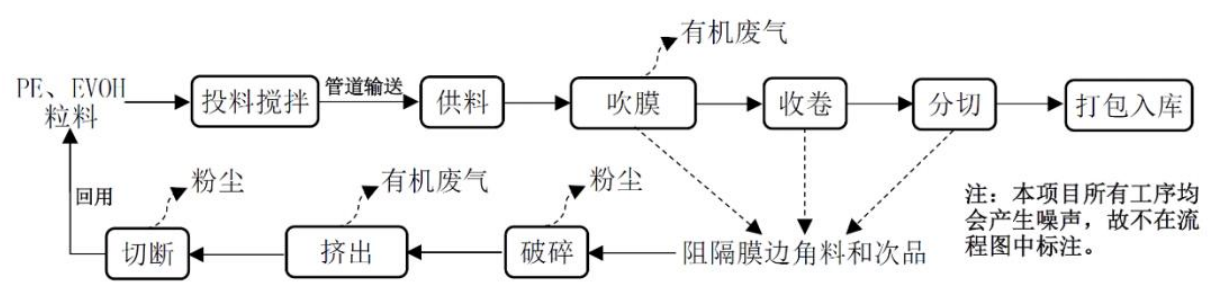 有机废气
PE、EVOH
粒料
投料搅拌
管道输送
供料
吹膜
收卷
分切
打包入库
回用
粉尘
有机废气
粉尘
切断
挤出
破碎
阻隔膜边角料和次品
注：本项目所有工序均
会产生噪声，故不在流
程图中标注。